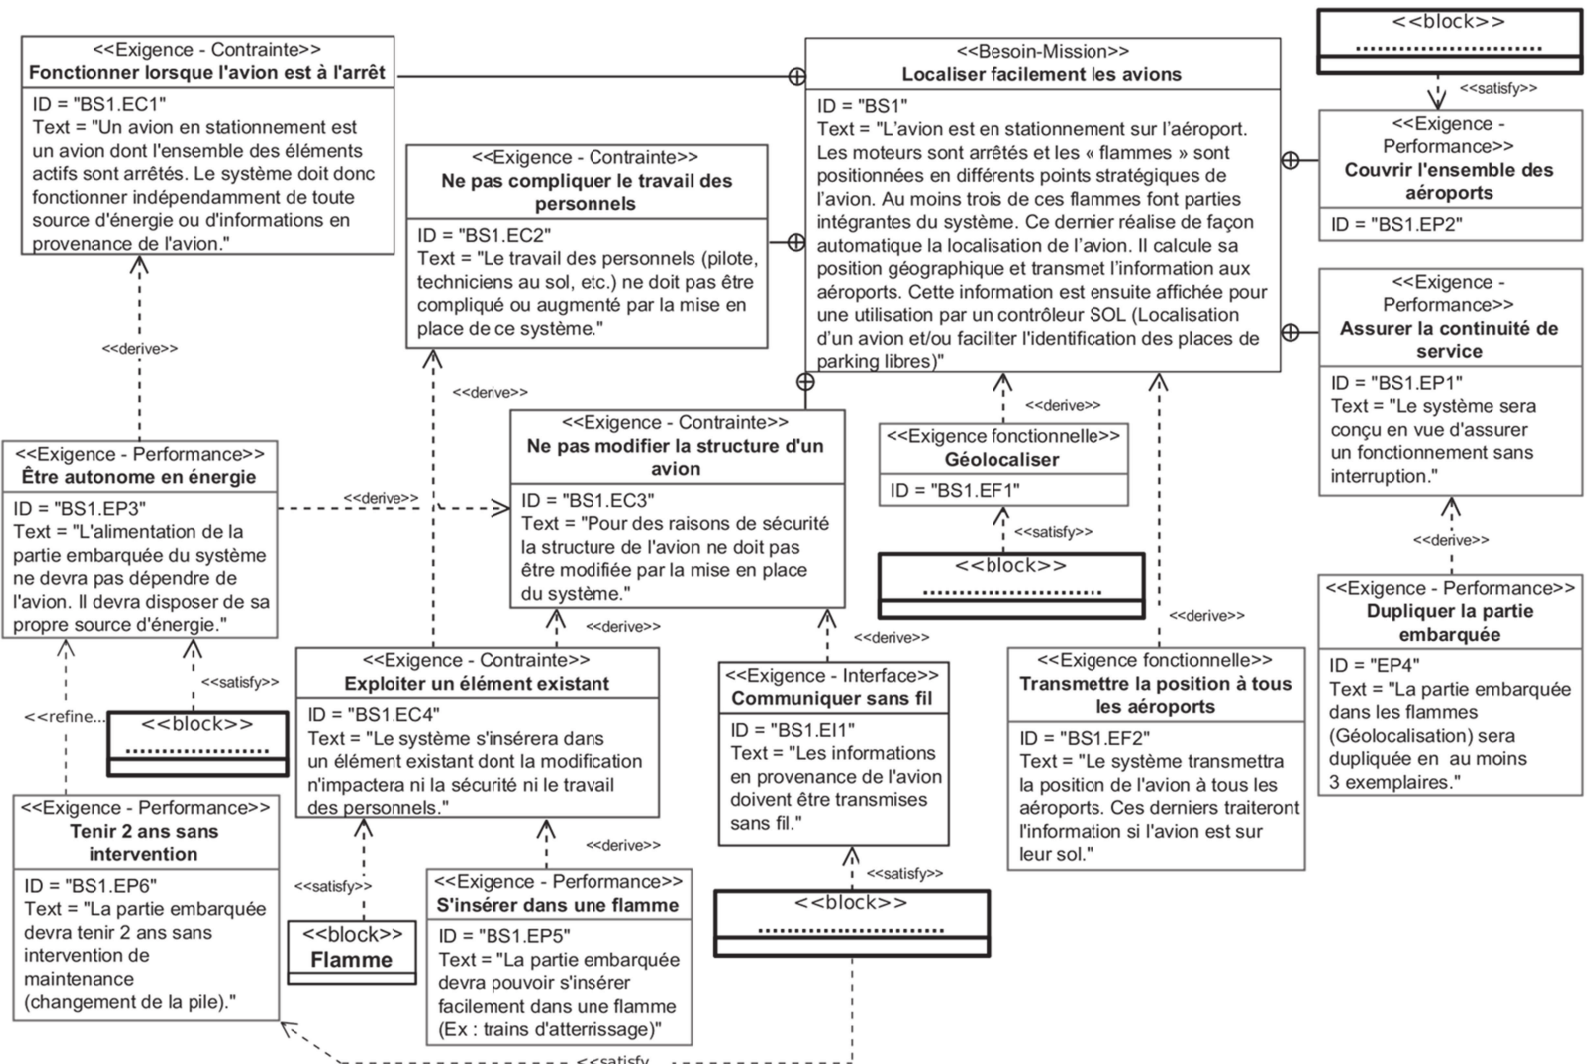 <<Exigence - Contrainte>>
Fonctionner lorsque l'avion est à l'arrêt
ID = "BS1.EC1"
Text = "Un avion en stationnement est
un avion dont l'ensemble des éléments
actifs sont arrêtés. Le système doit donc
fonctionner indépendamment de toute
source d'énergie ou d'informations en
provenance de l'avion."
<<Exigence - Contrainte>>
Ne pas compliquer le travail des
personnels
ID = "BS1.EC2"
Text = "Le travail des personnels (pilote,
techniciens au sol, etc.) ne doit pas être
compliqué ou augmenté par la mise en
place de ce système."
<<Besoin-Mission>>
Localiser facilement les avions
ID = "BS1"
Text = "L'avion est en stationnement sur l'aéroport.
Les moteurs sont arrêtés et les « flammes » sont
positionnées en différents points stratégiques de
l'avion. Au moins trois de ces flammes font parties
intégrantes du système. Ce dernier réalise de façon
automatique la localisation de l'avion. Il calcule sa
position géographique et transmet l'information aux
aéroports. Cette information est ensuite affichée pour
une utilisation par un contrôleur SOL (Localisation
d'un avion et/ou faciliter l'identification des places de
parking libres)"
<<block>>
................................
<<satisfy>>
<<Exigence -
Performance>>
Couvrir l'ensemble des
aéroports
ID = "BS1.EP2"
<<Exigence -
Performance>>
Assurer la continuité de
service
ID = "BS1.EP1"
Text = "Le système sera
conçu en vue d'assurer
un fonctionnement sans
interruption."
<<derive>>
<<derive>>
<<derive>>
<<derive>>
<<derive>>
<<Exigence - Performance>>
Être autonome en énergie
ID = "BS1.EP3"
Text = "L'alimentation de la
partie embarquée du système
ne devra pas dépendre de
l'avion. Il devra disposer de sa
propre source d'énergie."
<<Exigence - Contrainte>>
Ne pas modifier la structure d'un
avion
ID = "BS1.EC3"
Text = "Pour des raisons de sécurité
la structure de l'avion ne doit pas
être modifiée par la mise en place
du système."
<<Exigence fonctionnelle>>
Géolocaliser
ID = "BS1.EF1"
<<satisfy>>
<<block>>
................................
<<Exigence - Performance>>
Dupliquer la partie
embarquée
ID = "EP4"
Text = "La partie embarquée
dans les flammes
(Géolocalisation) sera
dupliquée en au moins
3 exemplaires."
<<derive>>
<<derive>>
<<derive>>
<<satisfy>>
<<refine...
<<block>>
.........................
<<Exigence - Contrainte>>
Exploiter un élément existant
ID = "BS1.EC4"
Text = "Le système s'insérera dans
un élément existant dont la modification
n'impactera ni la sécurité ni le travail
des personnels."
<<Exigence - Interface>>
Communiquer sans fil
ID = "BS1.EI1"
Text = "Les informations
en provenance de l'avion
doivent être transmises
sans fil."
<<Exigence fonctionnelle>>
Transmettre la position à tous
les aéroports
ID = "BS1.EF2"
Text = "Le système transmettra
la position de l'avion à tous les
aéroports. Ces derniers traiteront
l'information si l'avion est sur
leur sol."
<<Exigence - Performance>>
Tenir 2 ans sans
intervention
ID = "BS1.EP6"
Text = "La partie embarquée
devra tenir 2 ans sans
intervention de
maintenance
(changement de la pile)."
<<satisfy>>
<<derive>>
<<satisfy>>
<<block>>
Flamme
<<Exigence - Performance>>
S'insérer dans une flamme
ID = "BS1.EP5"
Text = "La partie embarquée
devra pouvoir s'insérer
facilement dans une flamme
(Ex : trains d'atterrissage)"
<<block>>
................................
<<satisfy